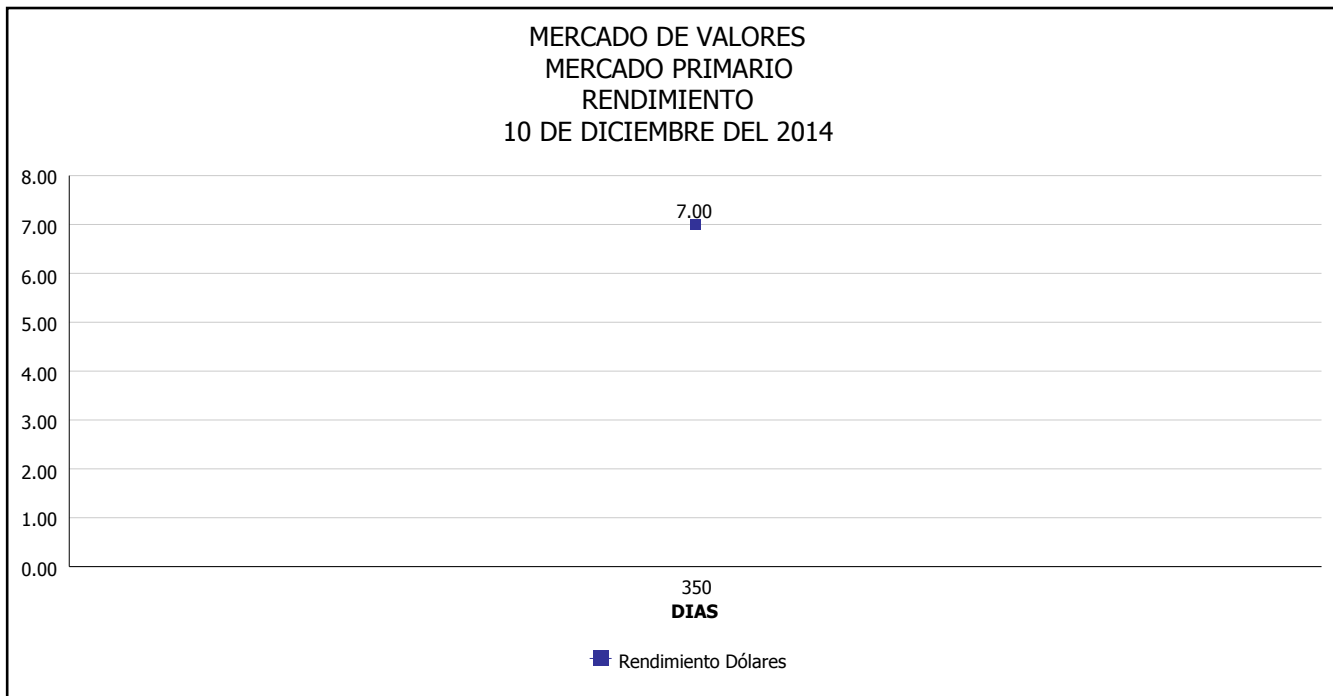 MERCADO DE VALORES
MERCADO PRIMARIO
RENDIMIENTO
10 DE DICIEMBRE DEL 2014
8.00
7.00
7.00
6.00
5.00
4.00
3.00
2.00
1.00
0.00
350
DIAS
Rendimiento Dólares